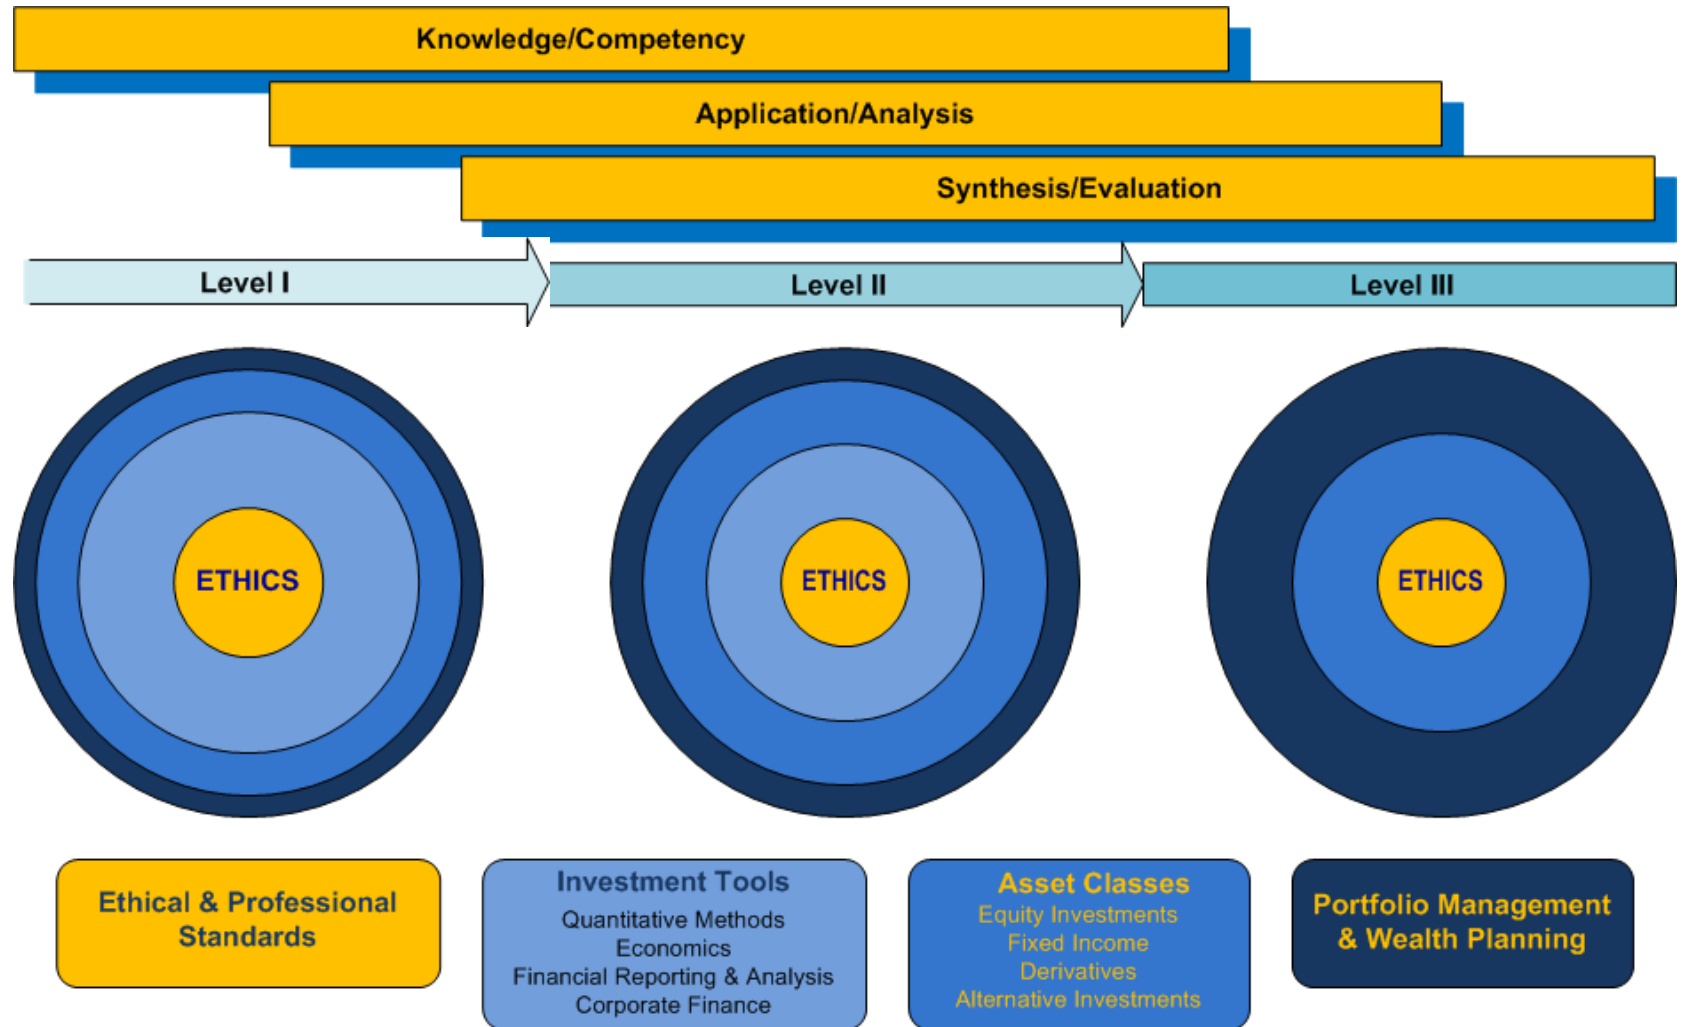 Knowledge/Competency
Application/Analysis
Synthesis/Evaluation
Level I
Level II
Level III
ETHICS
ETHICS
ETHICS
Ethical & Professional
Standards
Investment Tools
Quantitative Methods
Economics
Financial Reporting & Analysis
Corporate Finance
Asset Classes
Equity Investments
Fixed Income
Derivatives
Alternative Investments
Portfolio Management
& Wealth Planning